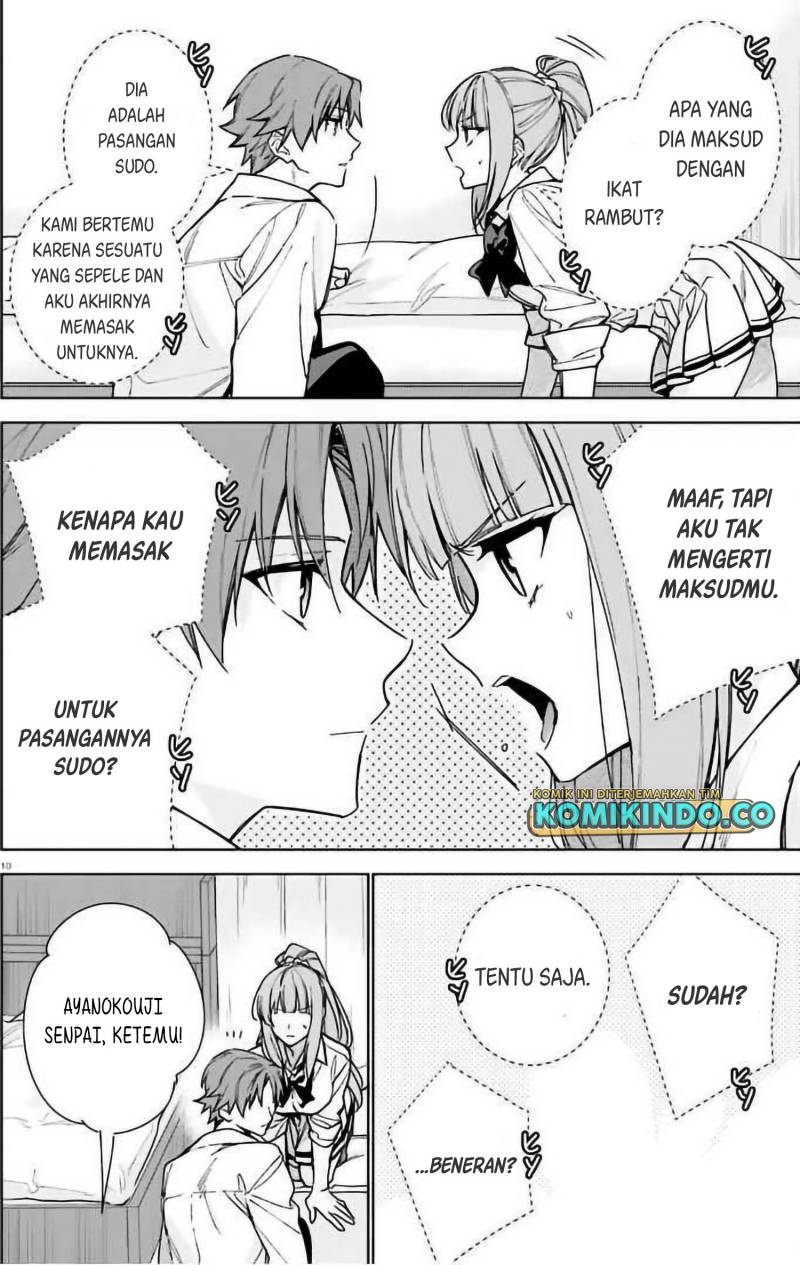 APA YANG
DIA MAKSUD
DENGAN
IKAT
RAMBUT?
DIA
ADALAH
PASANGAN
SUDO.
KAMI BERTEMU
KARENA SESUATU
YANG SEPELE DAN
AKU AKHIRNYA
MEMASAK
UNTUKNYA.
MAAF, TAPI
AKU TAK
MENGERTI
MAKSUDMU.
KENAPA KAU
MEMASAK
UNTUK
PASANGANNYA
SUDO?
KOMIK INI DITERJEMAHKAN TIM
KOMIKINDO.CO
10
SUDAH?
TENTU SAJA.
...BENERAN?
AYANOKOUJI
SENPAI, KETEMU!